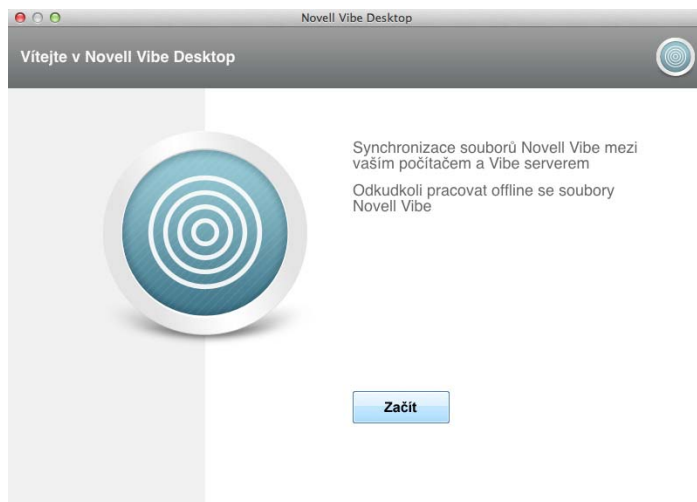 Novell Vibe Desktop
Vítejte v Novell Vibe Desktop
Synchronizace souborů Novell Vibe mezi
vaším počítačem a Vibe serverem
Odkudkoli pracovat offline se soubory
Novell Vibe
Začít